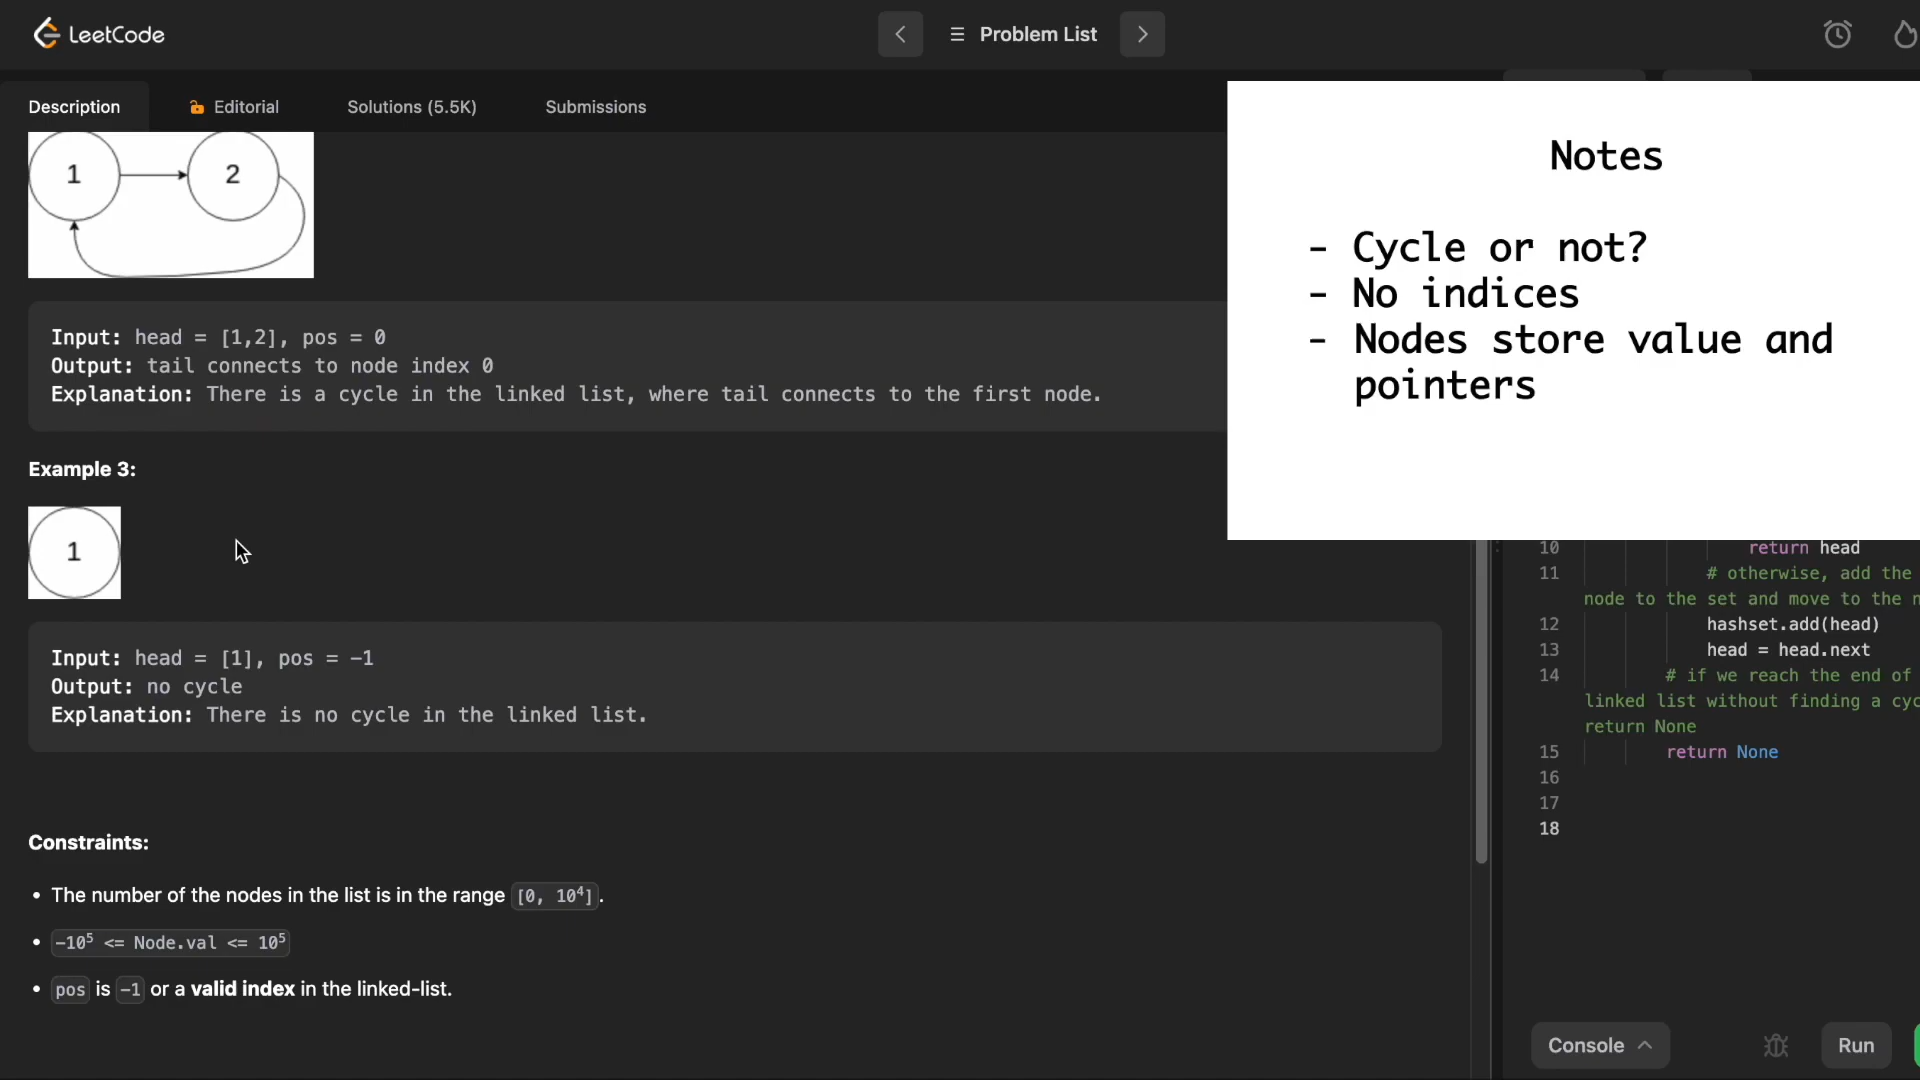 LeetCode
Problem List
Description
Editorial
Solutions (5.5K)
Submissions
1
2
Input: head = [1,2], pos = 0
Output: tail connects to node index 0
Explanation: There is a cycle in the linked list, where tail connects to the first node.
Example 3:
1
Input: head = [1], pos = -1
Output: no cycle
Explanation: There is no cycle in the linked list.
Constraints:
• The number of the nodes in the list is in the range [0, 10⁴].
• -10⁵ <= Node.val <= 10⁵
• pos is -1 or a valid index in the linked-list.
Notes
- Cycle or not?
- No indices
- Nodes store value and
pointers
10 return head
11 # otherwise, add the
node to the set and move to the
12 hashset.add(head)
13 head = head.next
14 # if we reach the end of
linked list without finding a
return None
15 return None
16
17
18
Console
Run